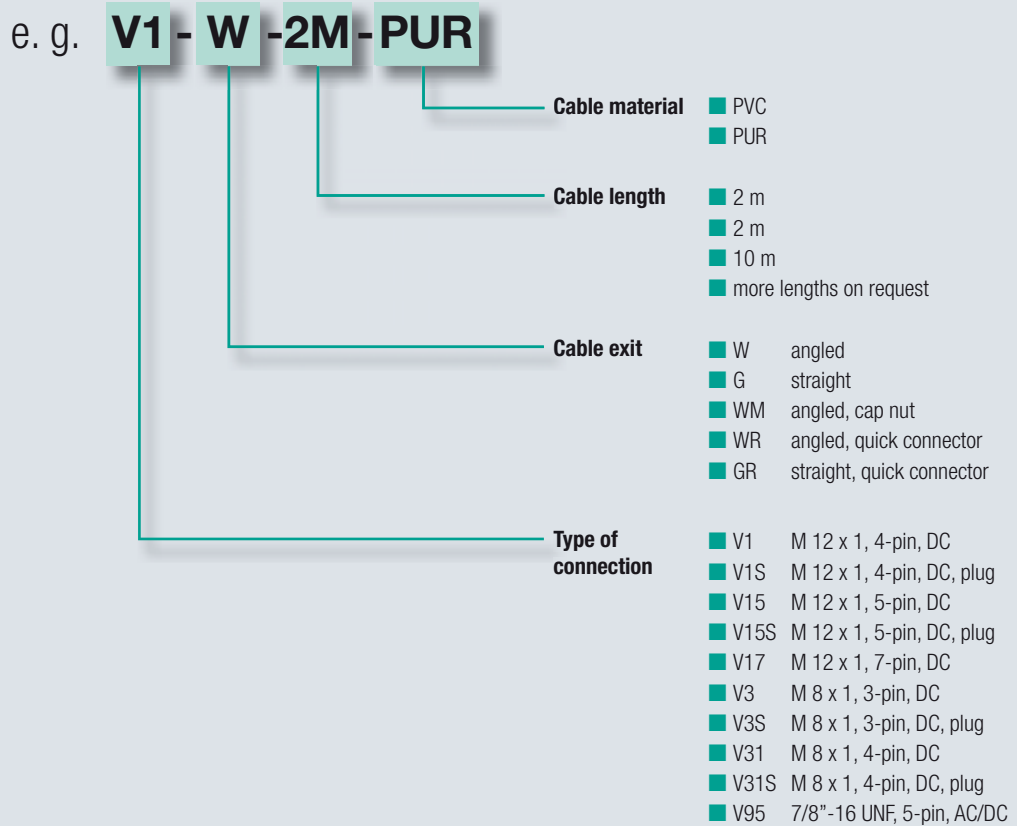 e. g. V1 - W -2M- PUR
Cable material
PVC
PUR
Cable length
2 m
2 m
10 m
more lengths on request
Cable exit
W angled
G straight
WM angled, cap nut
WR angled, quick connector
GR straight, quick connector
Type of
connection
V1 M 12 x 1, 4-pin, DC
V1S M 12 x 1, 4-pin, DC, plug
V15 M 12 x 1, 5-pin, DC
V15S M 12 x 1, 5-pin, DC, plug
V17 M 12 x 1, 7-pin, DC
V3 M 8 x 1, 3-pin, DC
V3S M 8 x 1, 3-pin, DC, plug
V31 M 8 x 1, 4-pin, DC
V31S M 8 x 1, 4-pin, DC, plug
V95 7/8”-16 UNF, 5-pin, AC/DC